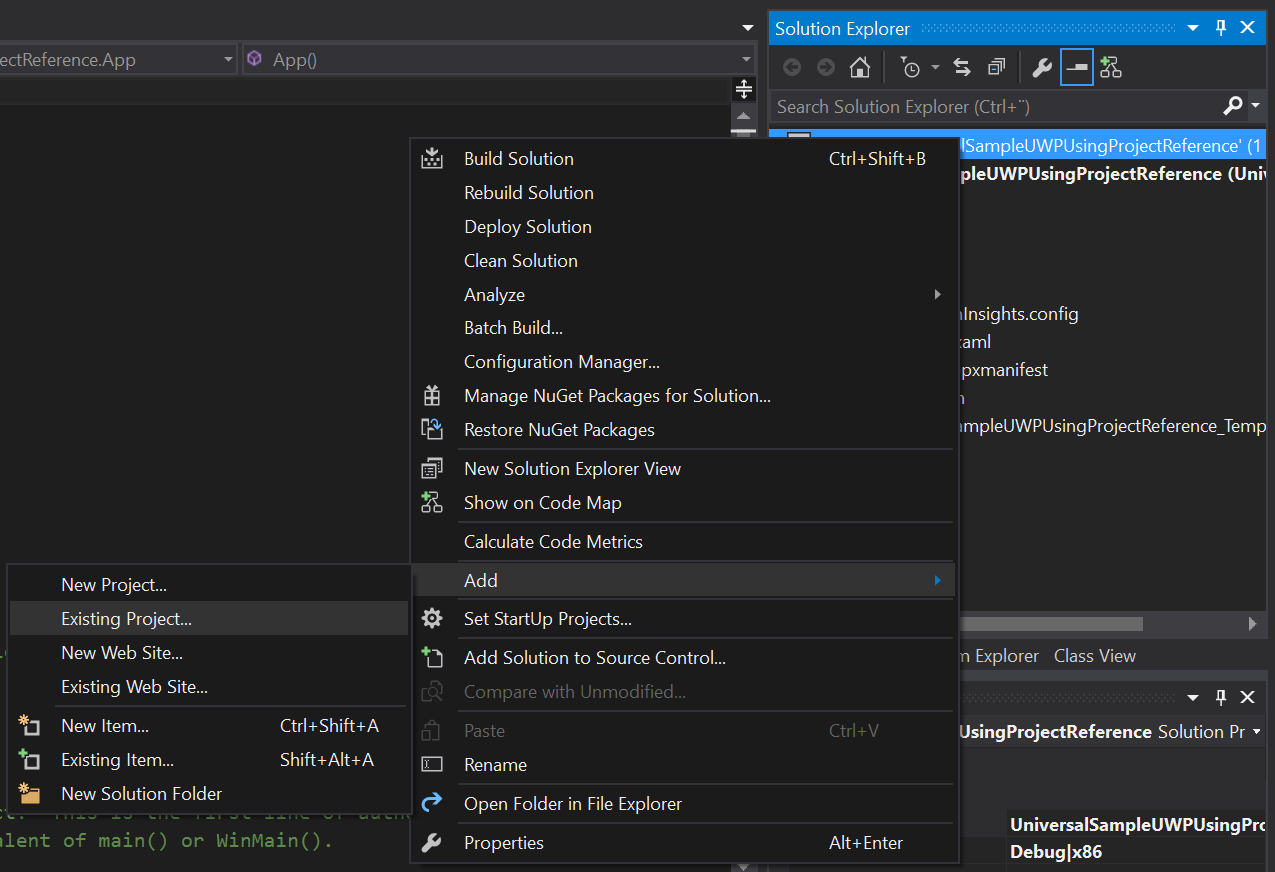 Solution Explorer
ectReference.App
App()
Search Solution Explorer (Ctrl+¨)
SampleUWPUsingProjectReference' (1
pleUWPUsingProjectReference (Univ
Insights.config
xaml
pxmanifest
mpleUWPUsingProjectReference_Temp
Build Solution Ctrl+Shift+B
Rebuild Solution
Deploy Solution
Clean Solution
Analyze
Batch Build...
Configuration Manager...
Manage NuGet Packages for Solution...
Restore NuGet Packages
New Solution Explorer View
Show on Code Map
Calculate Code Metrics
Add
Set StartUp Projects...
Add Solution to Source Control...
Compare with Unmodified...
Paste Ctrl+V
Rename
Open Folder in File Explorer
Properties Alt+Enter
New Project...
Existing Project...
New Web Site...
Existing Web Site...
New Item... Ctrl+Shift+A
Existing Item... Shift+Alt+A
New Solution Folder
m Explorer Class View
UsingProjectReference Solution Pr
UniversalSampleUWPUsingPro
Debug|x86
This is the first line of autho
alent of main() or WinMain().